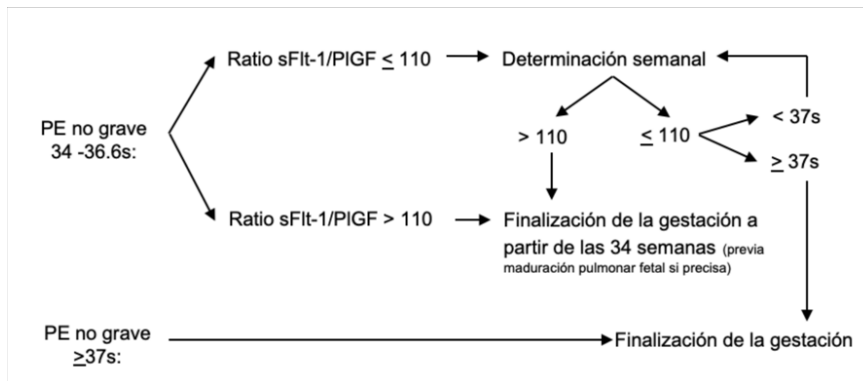 Ratio sFlt-1/PlGF ≤ 110
Determinación semanal
PE no grave
34 -36.6s:
> 110
≤ 110
< 37s
≥ 37s
Ratio sFlt-1/PlGF > 110
Finalización de la gestación a
partir de las 34 semanas (previa
maduración pulmonar fetal si precisa)
PE no grave
≥37s:
Finalización de la gestación